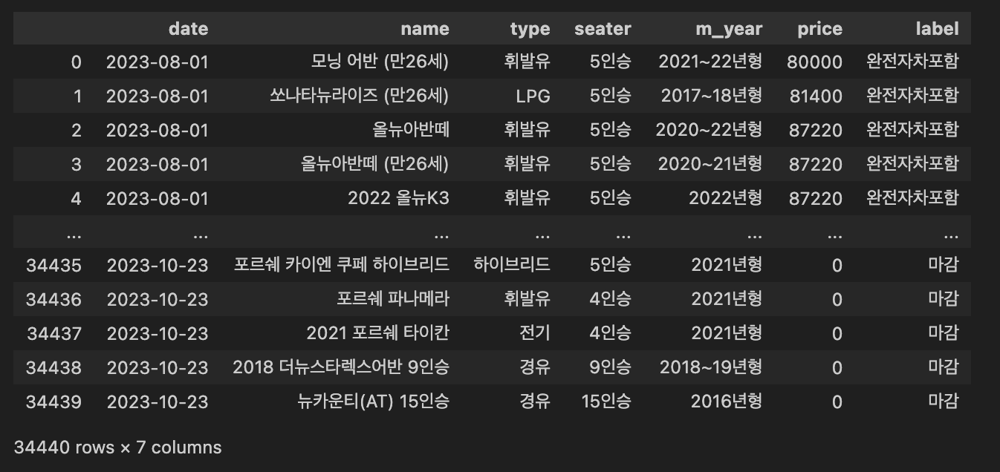 date name type seater m_year price label
0 2023-08-01 모닝 어반 (만26세) 휘발유 5인승 2021~22년형 80000 완전자차포함
1 2023-08-01 쏘나타뉴라이즈 (만26세) LPG 5인승 2017~18년형 81400 완전자차포함
2 2023-08-01 올뉴아반떼 휘발유 5인승 2020~22년형 87220 완전자차포함
3 2023-08-01 올뉴아반떼 (만26세) 휘발유 5인승 2020~21년형 87220 완전자차포함
4 2023-08-01 2022 올뉴K3 휘발유 5인승 2022년형 87220 완전자차포함
... ... ... ... ... ... ... ...
34435 2023-10-23 포르쉐 카이엔 쿠페 하이브리드 하이브리드 5인승 2021년형 0 마감
34436 2023-10-23 포르쉐 파나메라 휘발유 4인승 2021년형 0 마감
34437 2023-10-23 2021 포르쉐 타이칸 전기 4인승 2021년형 0 마감
34438 2023-10-23 2018 더뉴스타렉스어반 9인승 경유 9인승 2018~19년형 0 마감
34439 2023-10-23 뉴카운티(AT) 15인승 경유 15인승 2016년형 0 마감
34440 rows × 7 columns